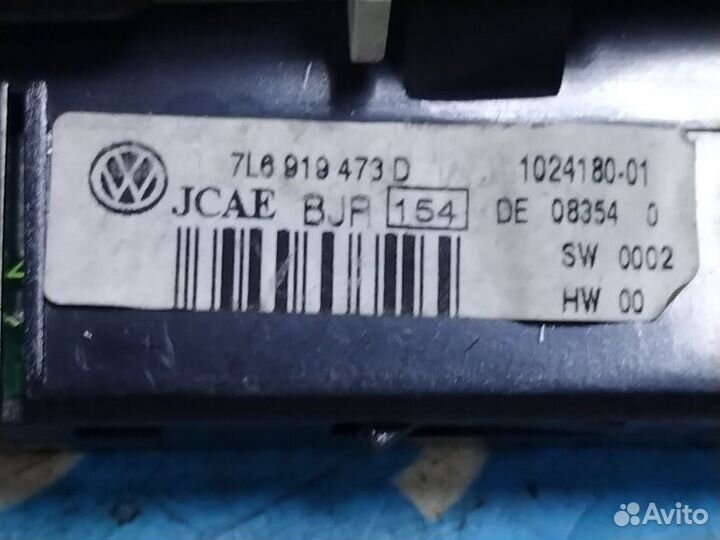 7L6 919 473 D 1024180-01
JCAE BJR 154 DE 08354 0
SW 0002
HW 00
Avito